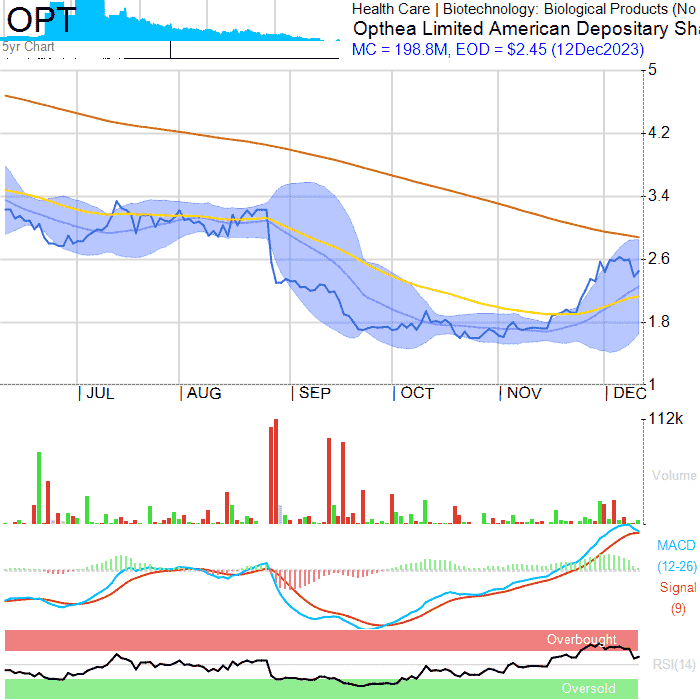 OPT
Health Care | Biotechnology: Biological Products (No
Opthea Limited American Depositary Sha
5yr Chart
MC = 198.8M, EOD = $2.45 (12Dec2023)
5
4.2
3.4
2.6
1.8
1
JUL
AUG
SEP
OCT
NOV
DEC
112k
Volume
MACD
(12-26)
Signal
(9)
Overbought
RSI(14)
Oversold